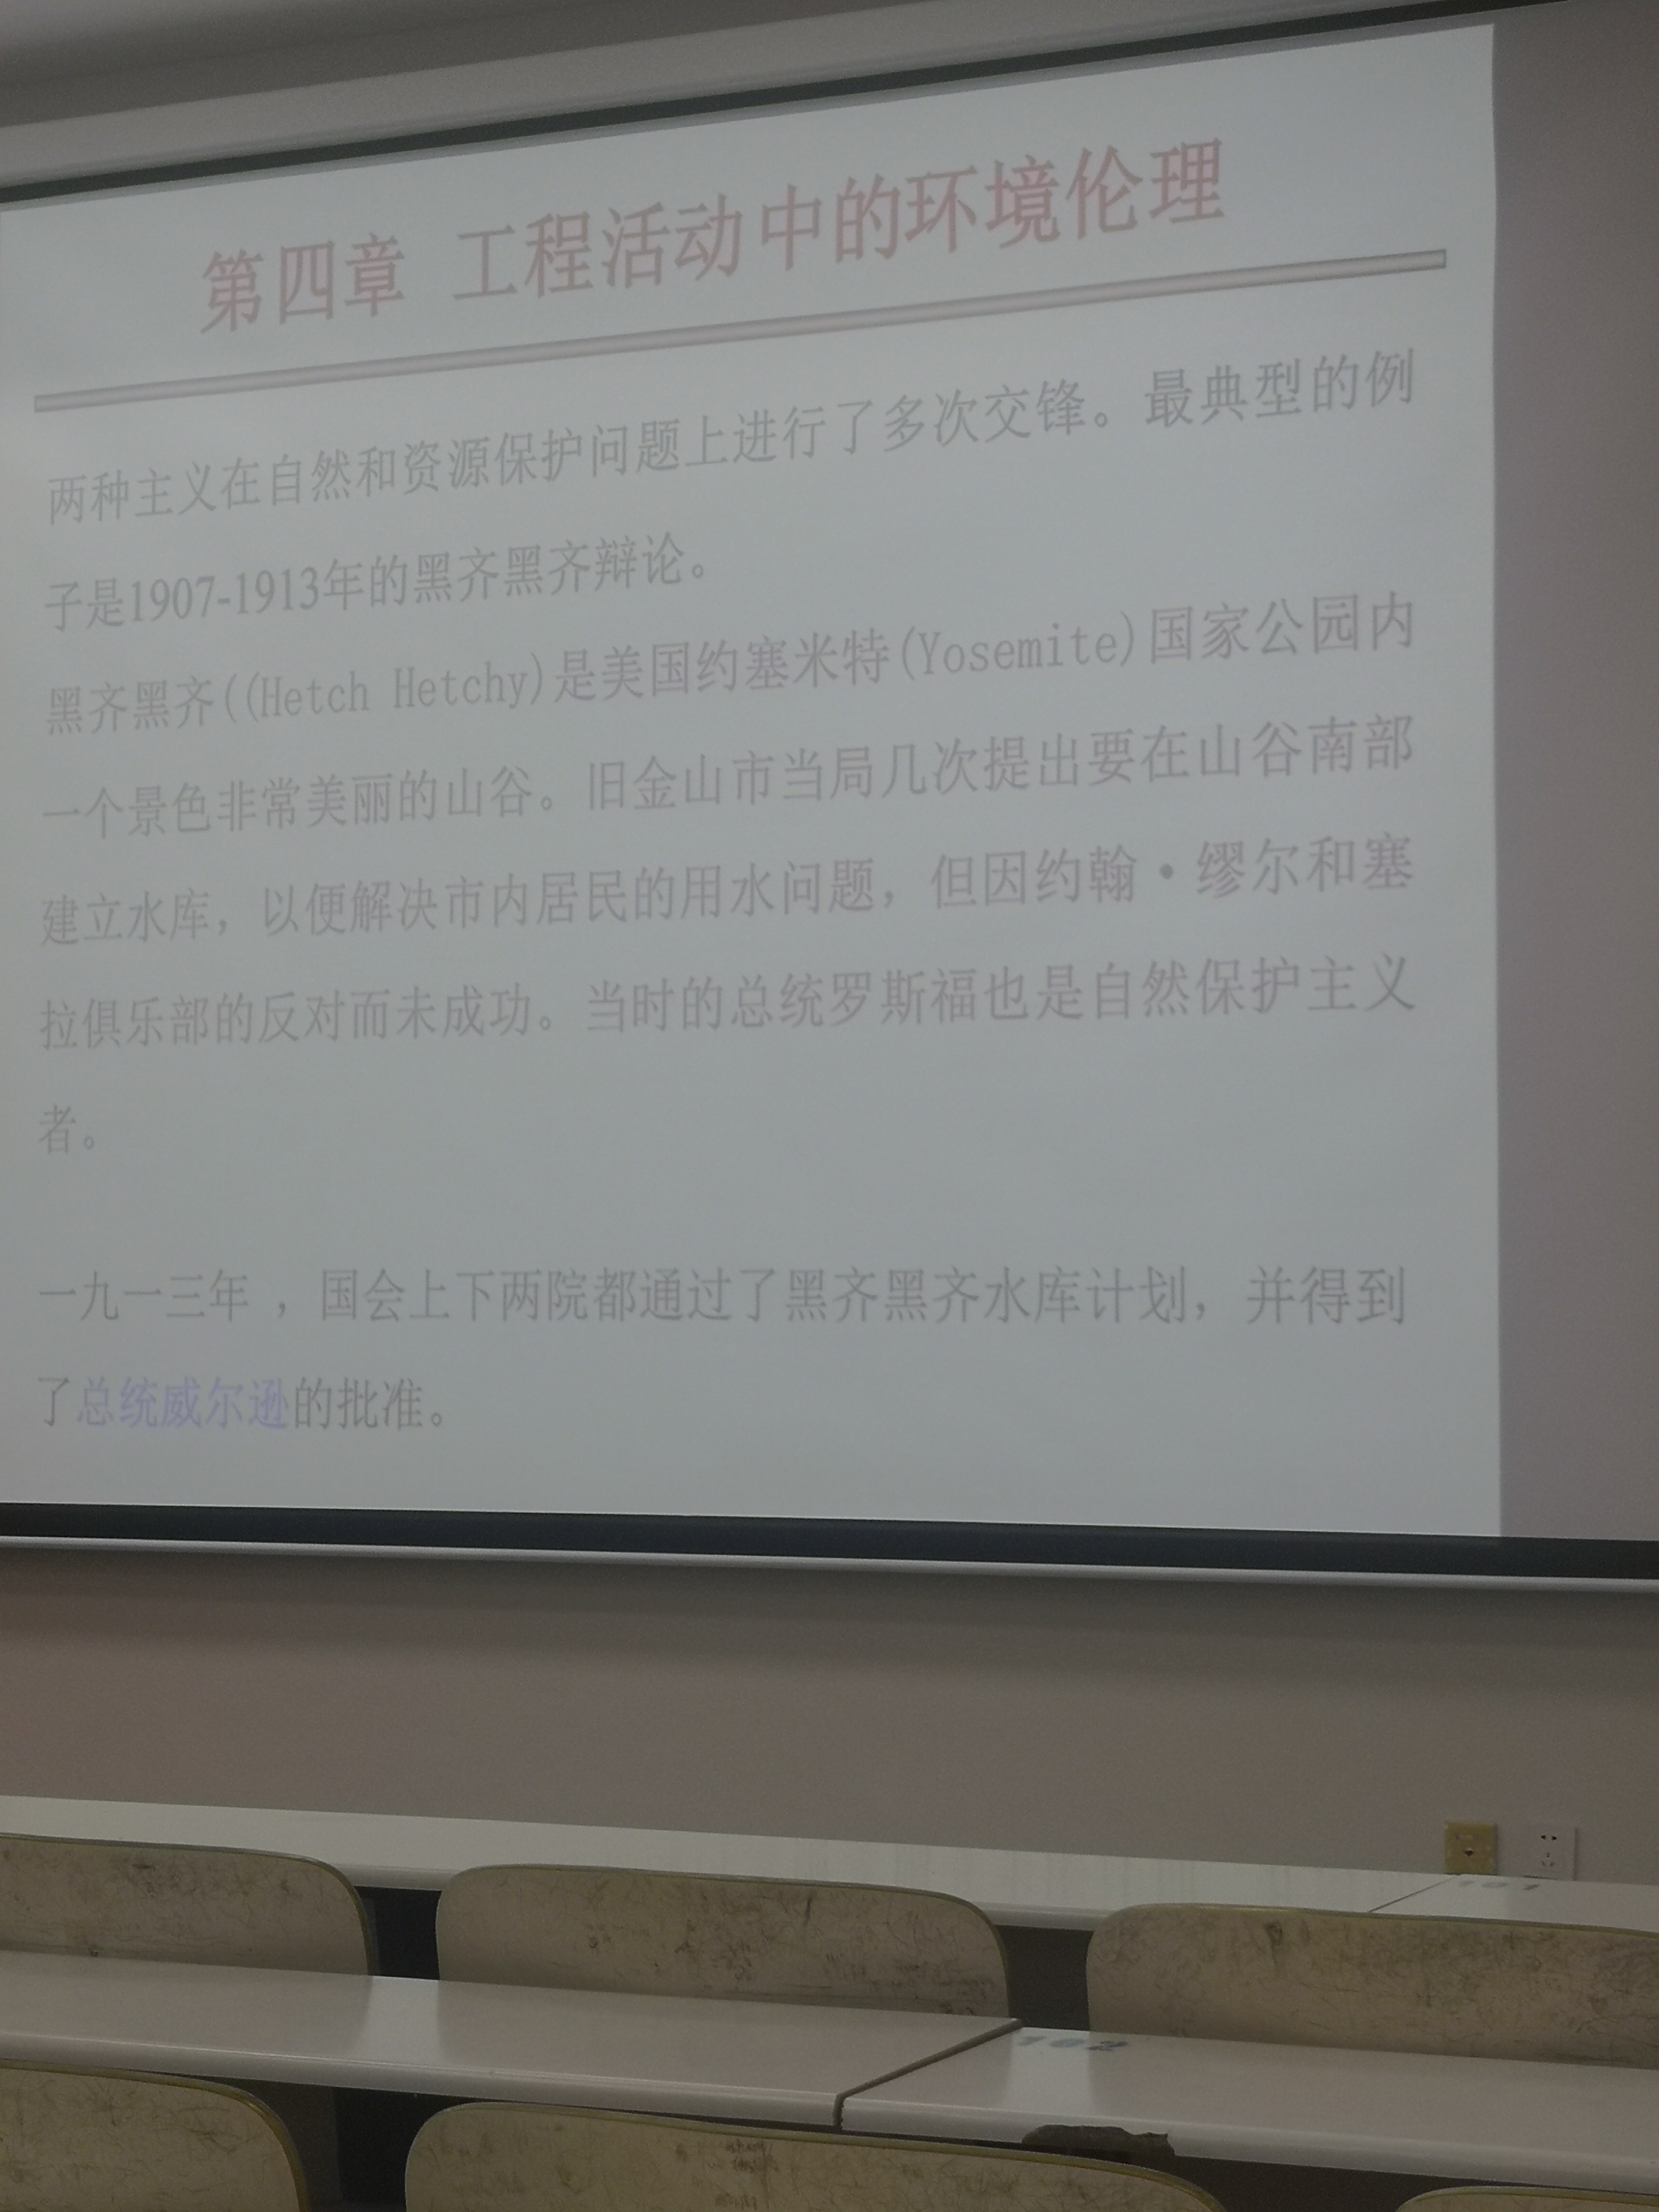 第四章 工程活动中的环境伦理
两种主义在自然和资源保护问题上进行了多次交锋。最典型的例
子是1907-1913年的黑齐黑齐辩论。
黑齐黑齐((Hetch Hetchy)是美国约塞米特(Yosemite)国家公园内
一个景色非常美丽的山谷。旧金山市当局几次提出要在山谷南部
建立水库，以便解决市内居民的用水问题，但因约翰·缪尔和塞
拉俱乐部的反对而未成功。当时的总统罗斯福也是自然保护主义
者。
一九一三年 ，国会上下两院都通过了黑齐黑齐水库计划，并得到
了总统威尔逊的批准。
101
102